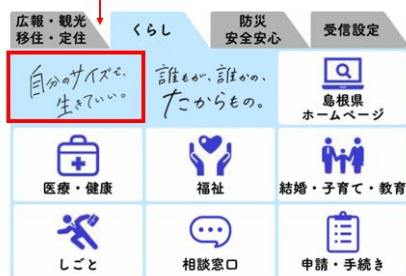 広報・観光
移住・定住
くらし
防災
安全安心
受信設定
自分のサイズで、
生きていい。
誰もが、誰かの、
たからもの。
島根県
ホームページ
医療・健康
福祉
結婚・子育て・教育
しごと
相談窓口
申請・手続き